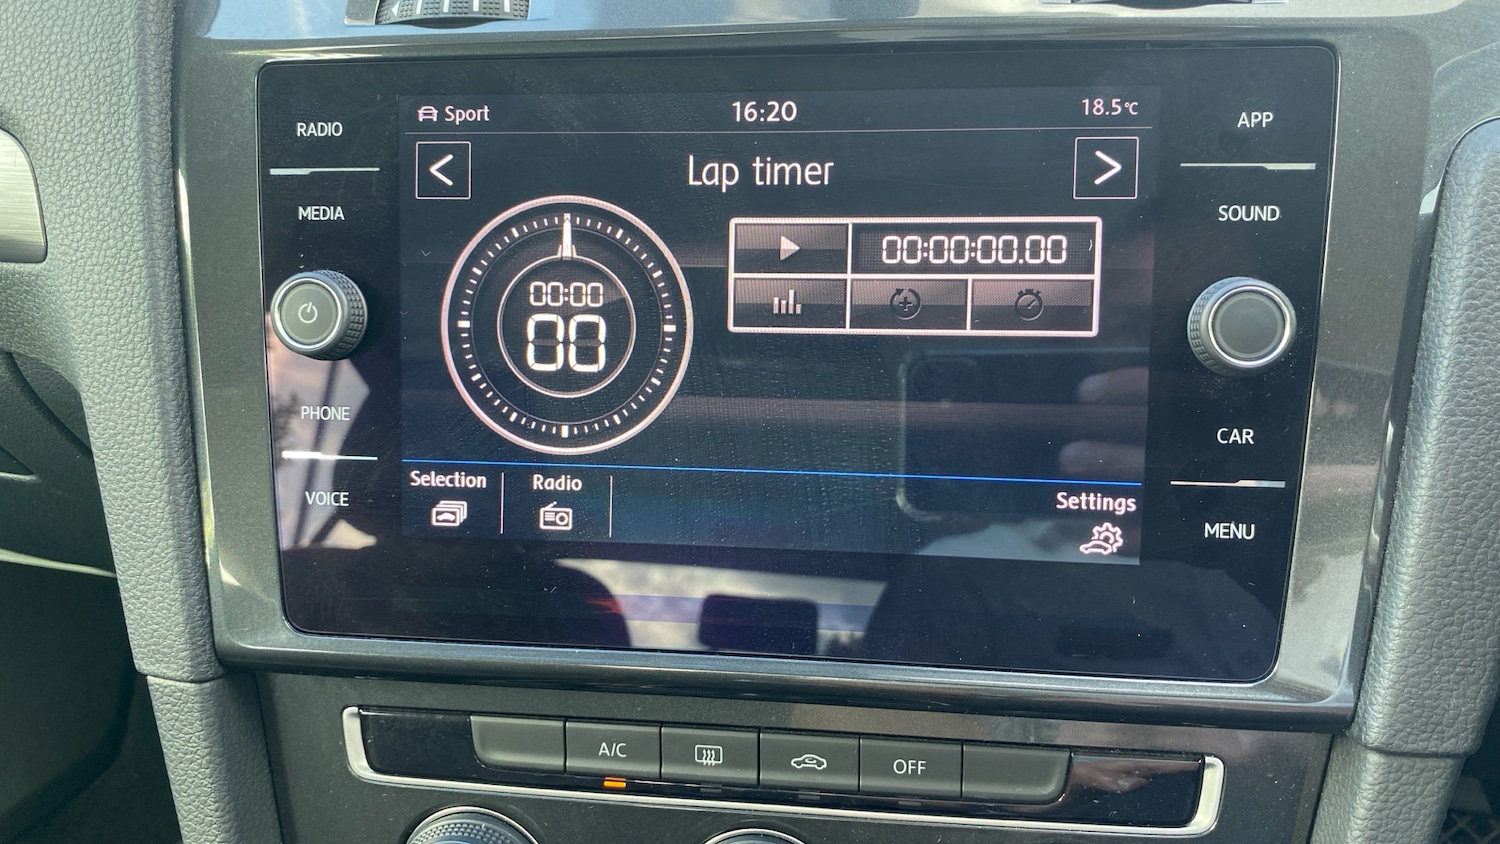 RADIO
MEDIA
PHONE
VOICE
Sport
16:20
18.5°C
Lap timer
00:00
00
00:00:00.00
Selection
Radio
Settings
APP
SOUND
CAR
MENU
A/C
OFF